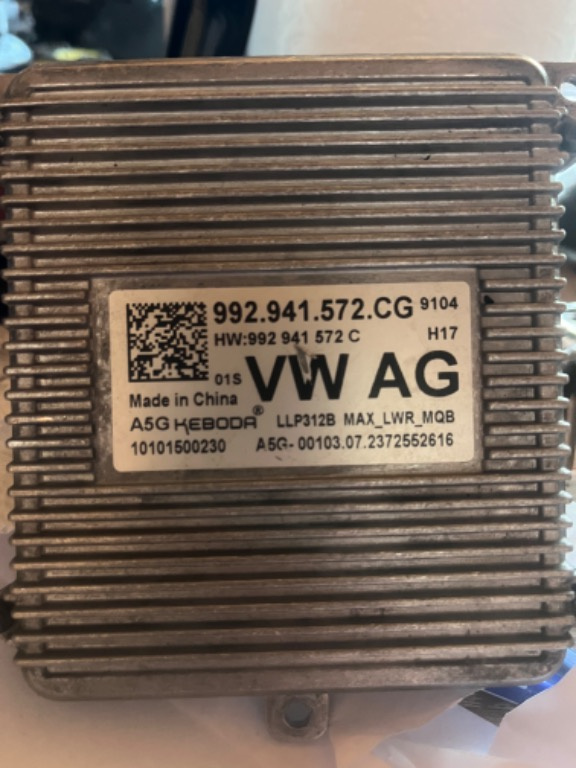 992.941.572.CG 9104
HW:992 941 572 C H17
01S VW AG
Made in China
A5G KEBODA® LLP312B MAX_LWR_MQB
10101500230 A5G-00103.07.2372552616